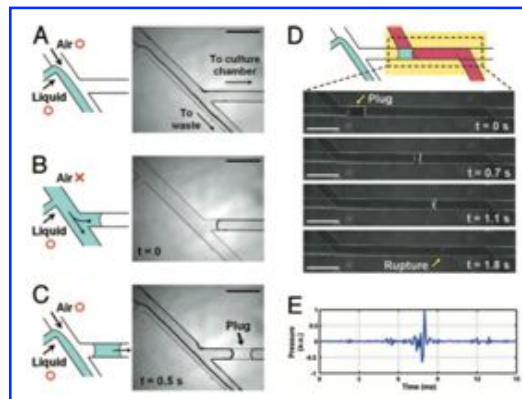 A
Air
Liquid
To culture
chamber
To
waste
B
Air
Liquid
t = 0
C
Air
Liquid
Plug
t = 0.5 s
D
Plug
t = 0 s
t = 0.7 s
t = 1.1 s
Rupture
t = 1.8 s
E
Pressure
(a.u.)
Time (ms)